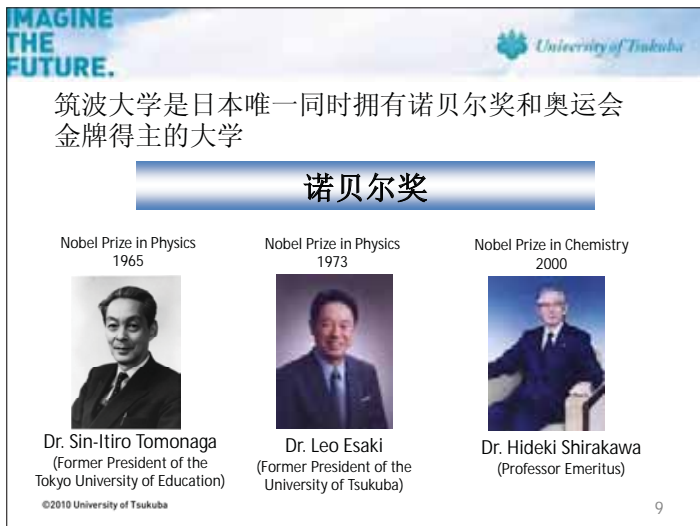 IMAGINE
THE
FUTURE.
University of Tsukuba
筑波大学是日本唯一同时拥有诺贝尔奖和奥运会
金牌得主的大学
诺贝尔奖
Nobel Prize in Physics
1965
Nobel Prize in Physics
1973
Nobel Prize in Chemistry
2000
Dr. Sin-Itiro Tomonaga
(Former President of the
Tokyo University of Education)
Dr. Leo Esaki
(Former President of the
University of Tsukuba)
Dr. Hideki Shirakawa
(Professor Emeritus)
©2010 University of Tsukuba
9